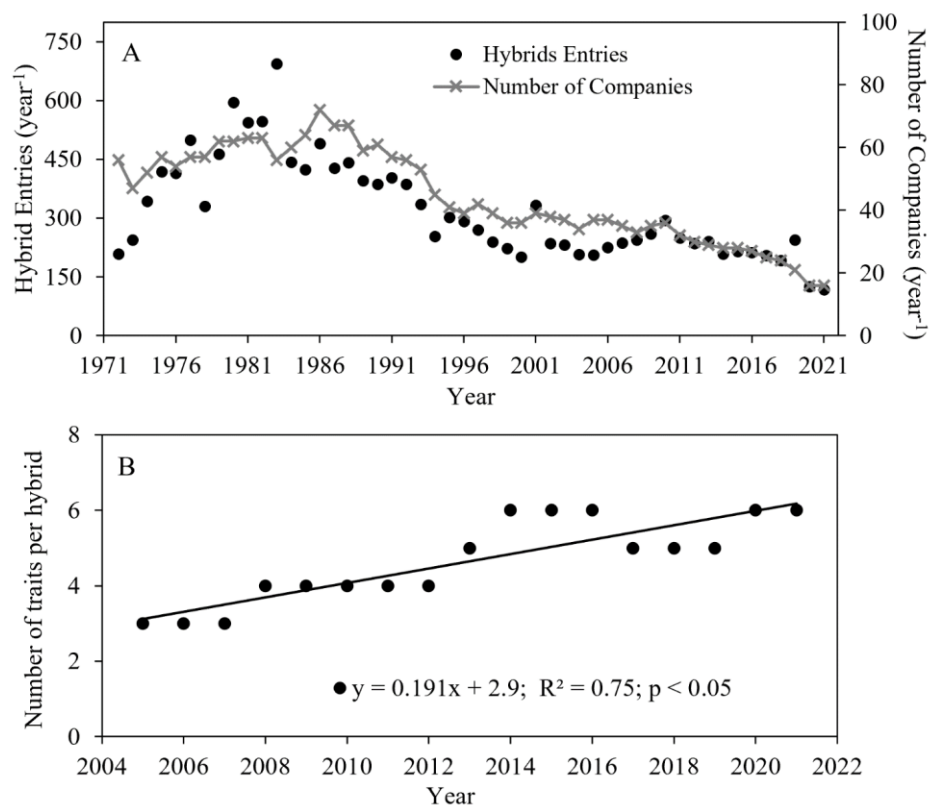 A
Hybrids Entries
Number of Companies
Hybrid Entries (year⁻¹)
750
600
450
300
150
0
100
80
60
40
20
0
Number of Companies (year⁻¹)
1971 1976 1981 1986 1991 1996 2001 2006 2011 2016 2021
Year
B
Number of traits per hybrid
8
6
4
2
0
y = 0.191x + 2.9; R² = 0.75; p < 0.05
2004 2006 2008 2010 2012 2014 2016 2018 2020 2022
Year